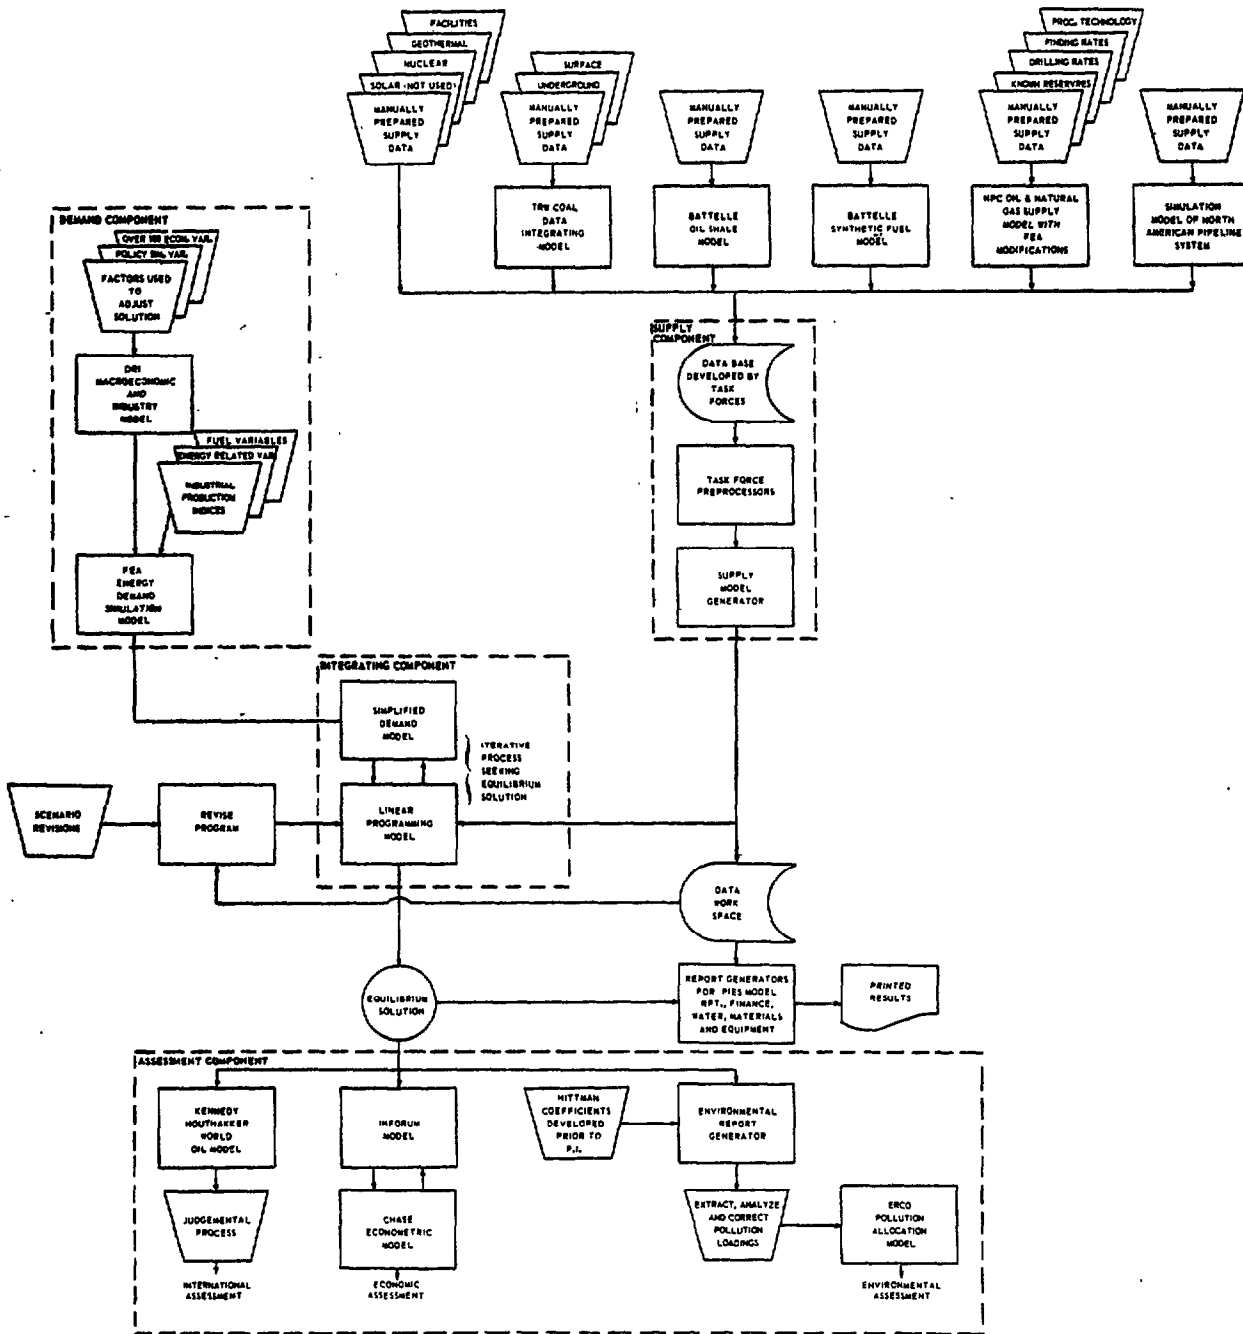 FACILITIES
GEOTHERMAL
NUCLEAR
SOLAR (NOT USED)
MANUALLY
PREPARED
SUPPLY
DATA
SURFACE
UNDERGROUND
MANUALLY
PREPARED
SUPPLY
DATA
MANUALLY
PREPARED
SUPPLY
DATA
MANUALLY
PREPARED
SUPPLY
DATA
PROC. TECHNOLOGY
FINDING RATES
DRILLING RATES
KNOWN RESERVRES
MANUALLY
PREPARED
SUPPLY
DATA
MANUALLY
PREPARED
SUPPLY
DATA
TRW COAL
DATA
INTEGRATING
MODEL
BATTELLE
OIL SHALE
MODEL
BATTELLE
SYNTHETIC FUEL
MODEL
NPC OIL & NATURAL
GAS SUPPLY
MODEL WITH
FEA
MODIFICATIONS
SIMULATION
MODEL OF NORTH
AMERICAN PIPELINE
SYSTEM
DEMAND COMPONENT
OVER 100 ECON. VAR.
POLICY SIM. VAR.
FACTORS USED
TO
ADJUST
SOLUTION
DRI
MACROECONOMIC
AND
INDUSTRY
MODEL
FUEL VARIABLES
ENERGY RELATED VAR
INDUSTRIAL
PRODUCTION
INDICES
FEA
ENERGY
DEMAND
SIMULATION
MODEL
SUPPLY
COMPONENT
DATA BASE
DEVELOPED BY
TASK
FORCES
TASK FORCE
PREPROCESSORS
SUPPLY
MODEL
GENERATOR
INTEGRATING COMPONENT
SIMPLIFIED
DEMAND
MODEL
ITERATIVE
PROCESS
SEEKING
EQUILIBRIUM
SOLUTION
SCENARIO
REVISIONS
REVISE
PROGRAM
LINEAR
PROGRAMMING
MODEL
DATA
WORK
SPACE
EQUILIBRIUM
SOLUTION
REPORT GENERATORS
FOR PIES MODEL
RPT., FINANCE,
WATER, MATERIALS
AND EQUIPMENT
PRINTED
RESULTS
ASSESSMENT COMPONENT
KENNEDY
HOUTHAKKER
WORLD
OIL MODEL
INFORUM
MODEL
HITTMAN
COEFFICIENTS
DEVELOPED
PRIOR TO
P.I.
ENVIRONMENTAL
REPORT
GENERATOR
JUDGEMENTAL
PROCESS
CHASE
ECONOMETRIC
MODEL
EXTRACT, ANALYZE
AND CORRECT
POLLUTION
LOADINGS
ERCO
POLLUTION
ALLOCATION
MODEL
INTERNATIONAL
ASSESSMENT
ECONOMIC
ASSESSMENT
ENVIRONMENTAL
ASSESSMENT